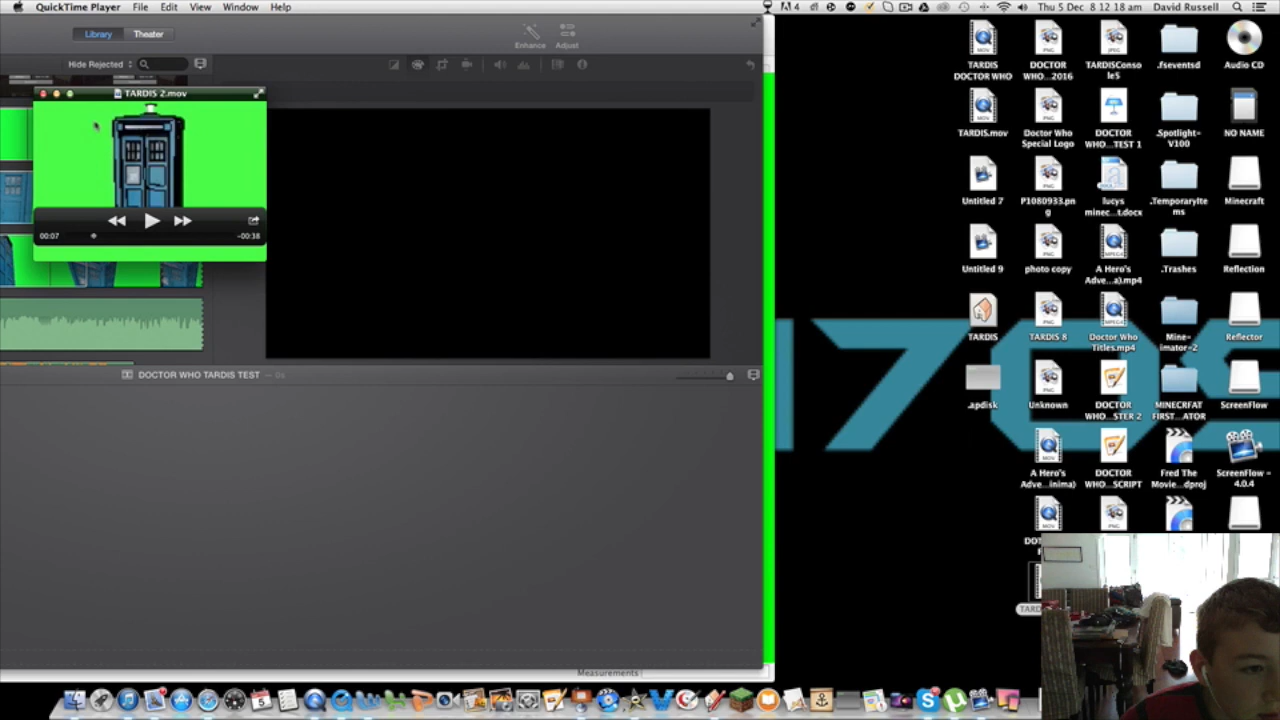 QuickTime Player File Edit View Window Help
4 Thu 5 Dec 8 12 18 am David Russell
Library Theater
Enhance Adjust
Hide Rejected
TARDIS 2.mov
00:07 -00:38
DOCTOR WHO TARDIS TEST
Measurements
TARDIS DOCTOR WHO
DOCTOR WHO...2016
TARDISConsole5
.fseventsd
Audio CD
TARDIS.mov
Doctor Who Special Logo
DOCTOR WHO...TEST 1
.Spotlight-V100
NO NAME
Untitled 7
P1080933.png
lucys minec...t.docx
.TemporaryItems
Minecraft
Untitled 9
photo copy
A Hero's Adve...a).mp4
.Trashes
Reflection
TARDIS
TARDIS 8
Doctor Who Titles.mp4
Mine-imator-2
Reflector
.apdisk
Unknown
DOCTOR WHO...STER 2
MINECRFAT FIRST...ATOR
ScreenFlow
A Hero's Adve...inima)
DOCTOR WHO...SCRIPT
Fred The Movie...dproj
ScreenFlow - 4.0.4